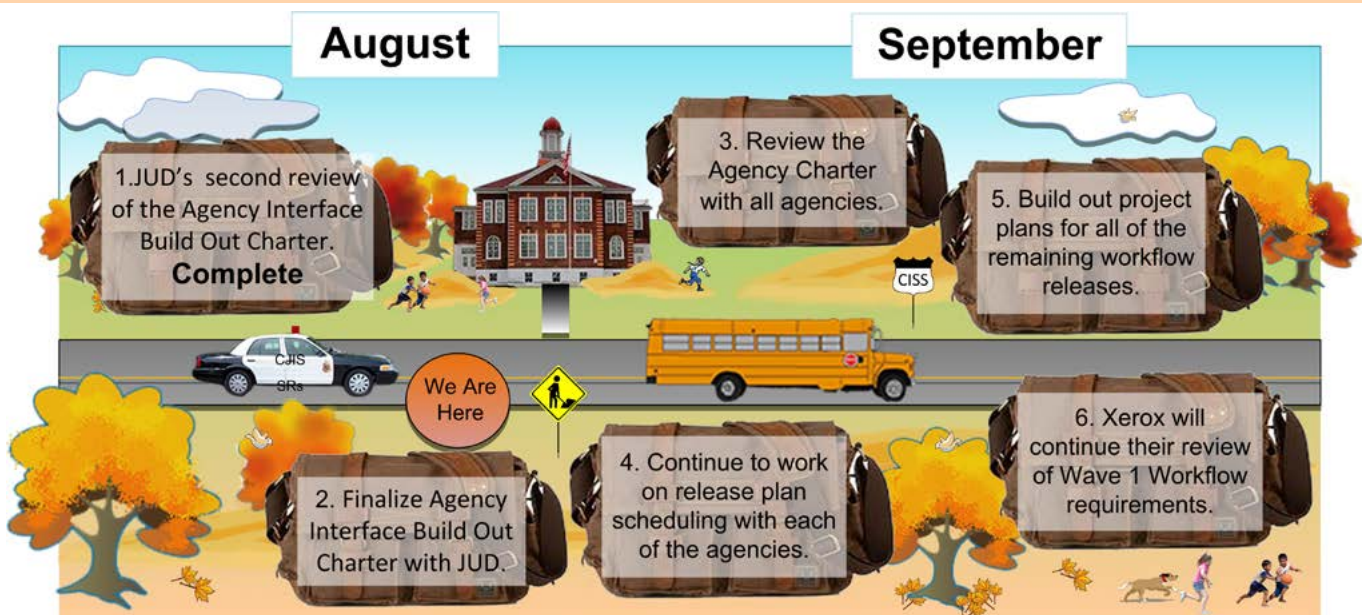 August
September
1.JUD's second review
of the Agency Interface
Build Out Charter.
Complete
3. Review the
Agency Charter
with all agencies.
5. Build out project
plans for all of the
remaining workflow
releases.
CISS
CJIS
SRs
We Are
Here
2. Finalize Agency
Interface Build Out
Charter with JUD.
4. Continue to work
on release plan
scheduling with each
of the agencies.
6. Xerox will
continue their review
of Wave 1 Workflow
requirements.